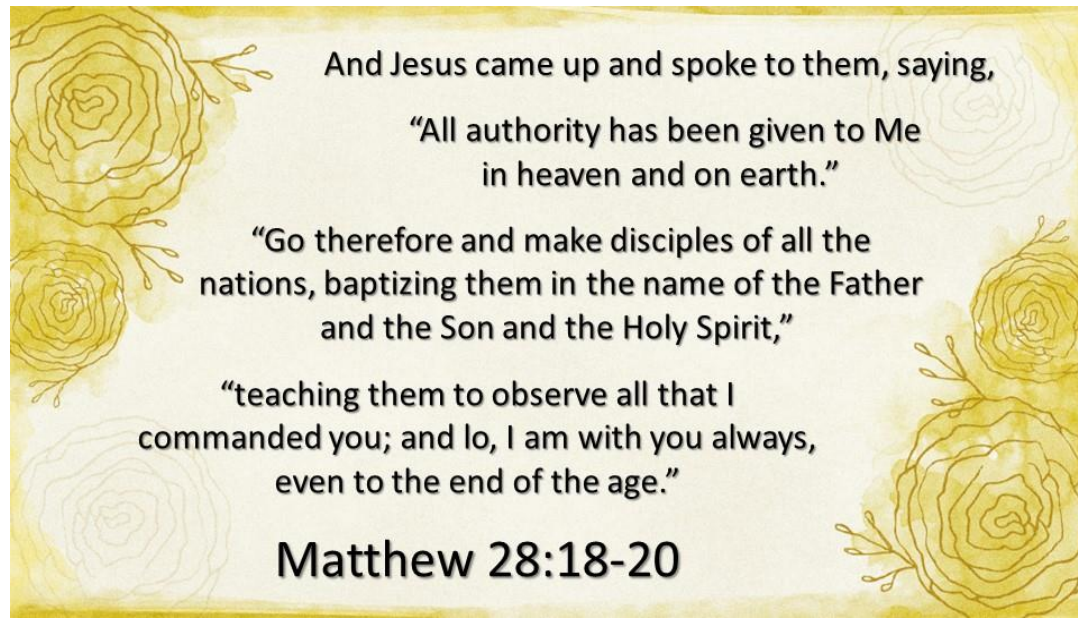 And Jesus came up and spoke to them, saying,
“All authority has been given to Me
in heaven and on earth.”
“Go therefore and make disciples of all the
nations, baptizing them in the name of the Father
and the Son and the Holy Spirit,”
“teaching them to observe all that I
commanded you; and lo, I am with you always,
even to the end of the age.”
Matthew 28:18-20